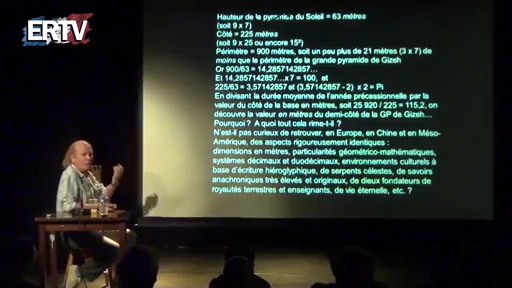 ERTV
Hauteur de la pyramide du Soleil = 63 mètres
(soit 9 x 7)
Côté = 225 mètres
(soit 9 x 25 ou encore 15²)
Périmètre = 900 mètres, soit un peu plus de 21 mètres (3 x 7) de
moins que le périmètre de la grande pyramide de Gizeh
Or 900/63 = 14,2857142857...
Et 14,2857142857...x 7 = 100, et
225/63 = 3,57142857 et (3,57142857 - 2) x 2 = Pi
En divisant la durée moyenne de l'année précessionnelle par la
valeur du côté de la base en mètres, soit 25 920 / 225 = 115,2, on
découvre la valeur en mètres du demi-côté de la GP de Gizeh...
Pourquoi ? A quoi tout cela rime-t-il ?
N'est-il pas curieux de retrouver, en Europe, en Chine et en Méso-
Amérique, des aspects rigoureusement identiques :
dimensions en mètres, particularités géométrico-mathématiques,
systèmes décimaux et duodécimaux, environnements culturels à
base d'écriture hiéroglyphique, de serpents célestes, de savoirs
anachroniques très élevés et originaux, de dieux fondateurs de
royautés terrestres et enseignants, de vie éternelle, etc. ?